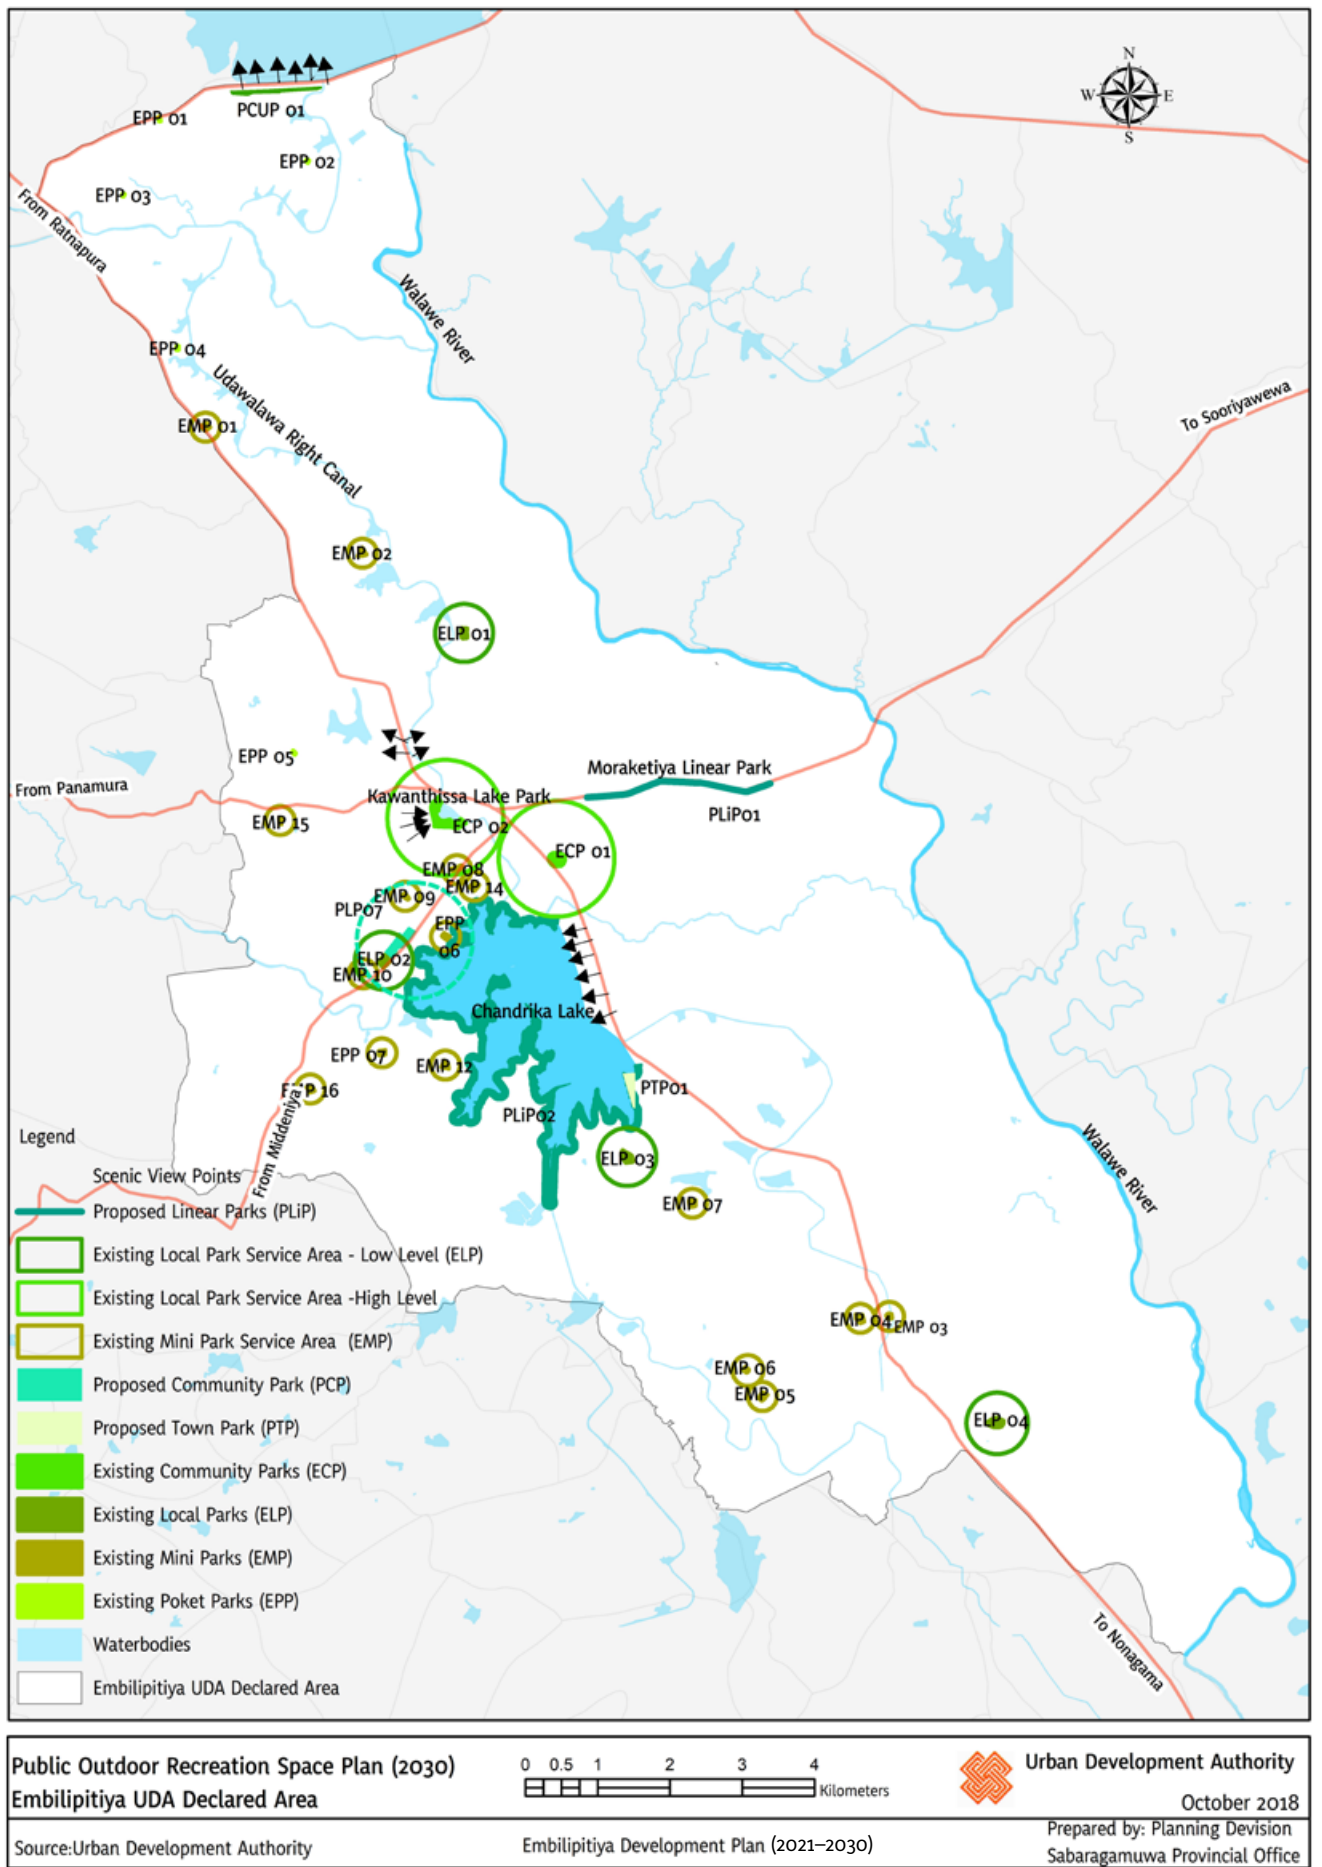 N
W E
S
PCUP 01
EPP 01
EPP 02
EPP 03
From Ratnapura
Walawe River
EPP 04
Udawalawa Right Canal
To Sooriyawewa
EMP 01
EMP 02
ELP 01
EPP 05
Moraketiya Linear Park
From Panamura
Kawanthissa Lake Park
PLiP01
EMP 15
ECP 02
ECP 01
EMP 08
EMP 14
EMP 09
PLP07
EPP
06
ELP 02
EMP 10
Chandrika Lake
EPP 07
EMP 12
PTP01
16
PLiP02
From Middeniya
Walawe River
ELP 03
EMP 07
EMP 04
EMP 03
EMP 06
EMP 05
ELP 04
To Nonagama
Legend
Scenic View Points
Proposed Linear Parks (PLiP)
Existing Local Park Service Area - Low Level (ELP)
Existing Local Park Service Area -High Level
Existing Mini Park Service Area (EMP)
Proposed Community Park (PCP)
Proposed Town Park (PTP)
Existing Community Parks (ECP)
Existing Local Parks (ELP)
Existing Mini Parks (EMP)
Existing Poket Parks (EPP)
Waterbodies
Embilipitiya UDA Declared Area
Public Outdoor Recreation Space Plan (2030)
Embilipitiya UDA Declared Area
0 0.5 1 2 3 4
Kilometers
Urban Development Authority
October 2018
Source:Urban Development Authority
Embilipitiya Development Plan (2021–2030)
Prepared by: Planning Devision
Sabaragamuwa Provincial Office